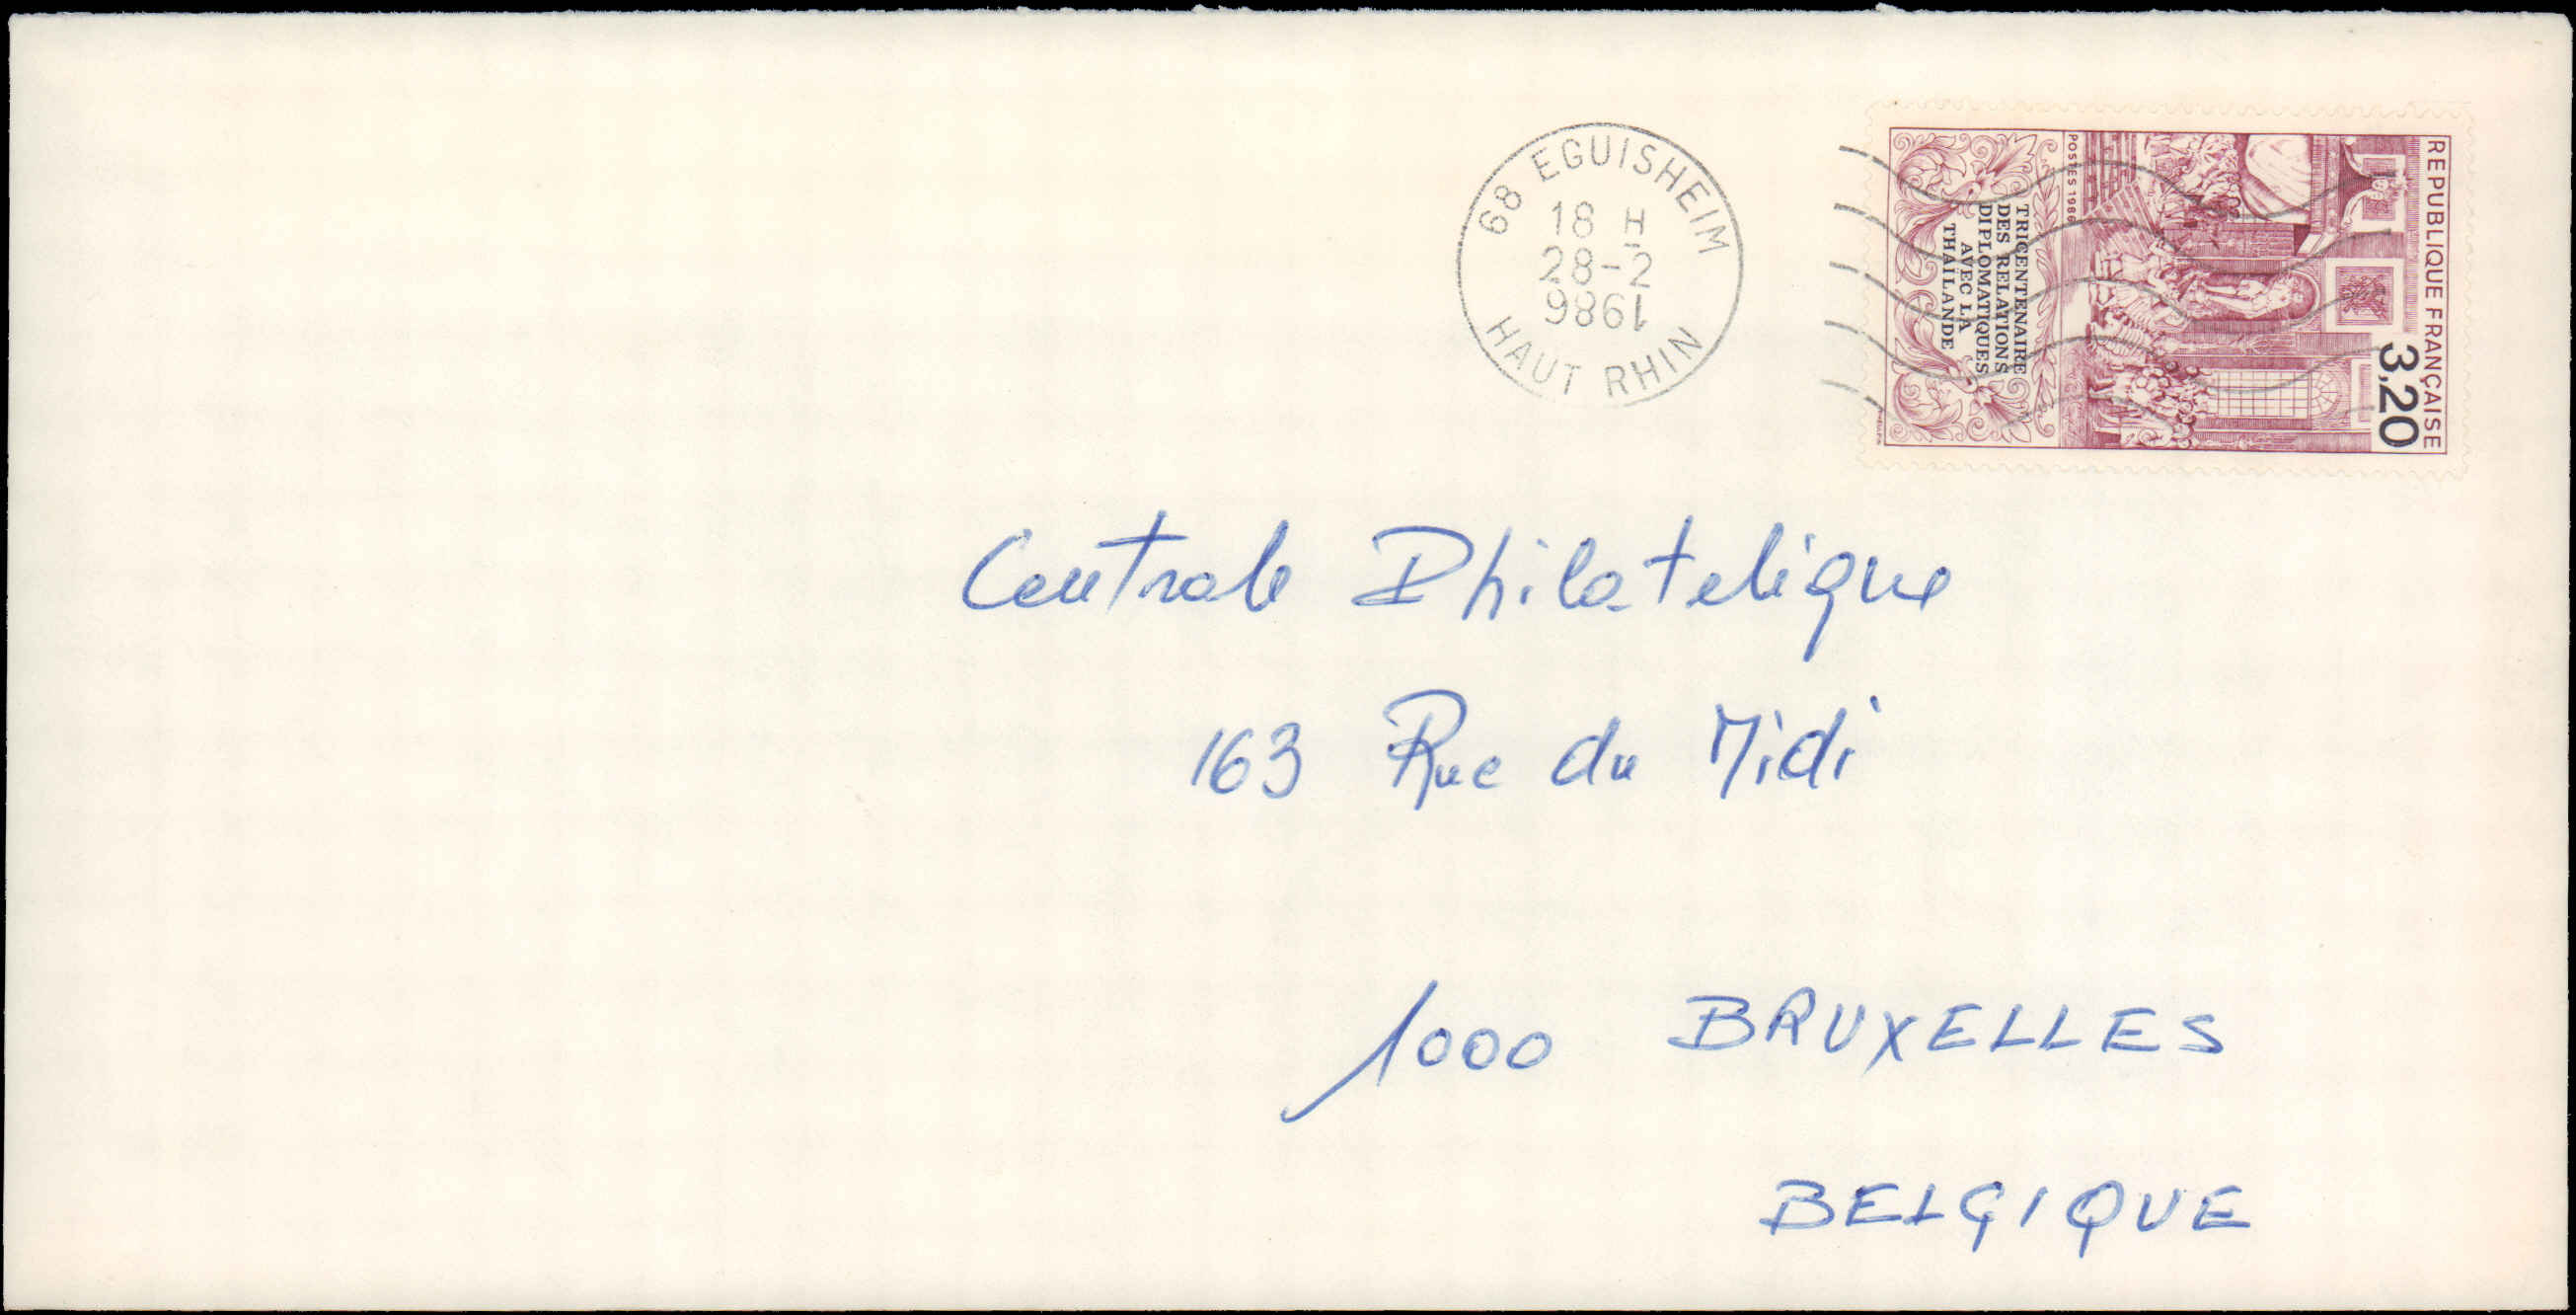 68 EGUISHEIM
18 H
28-2
1986
HAUT RHIN
REPUBLIQUE FRANÇAISE
3,20
POSTES 1986
TRICENTENAIRE
DES RELATIONS
DIPLOMATIQUES
AVEC LA
THAÏLANDE
Centrale Philatelique
163 Rue du Midi
1000 BRUXELLES
BELGIQUE